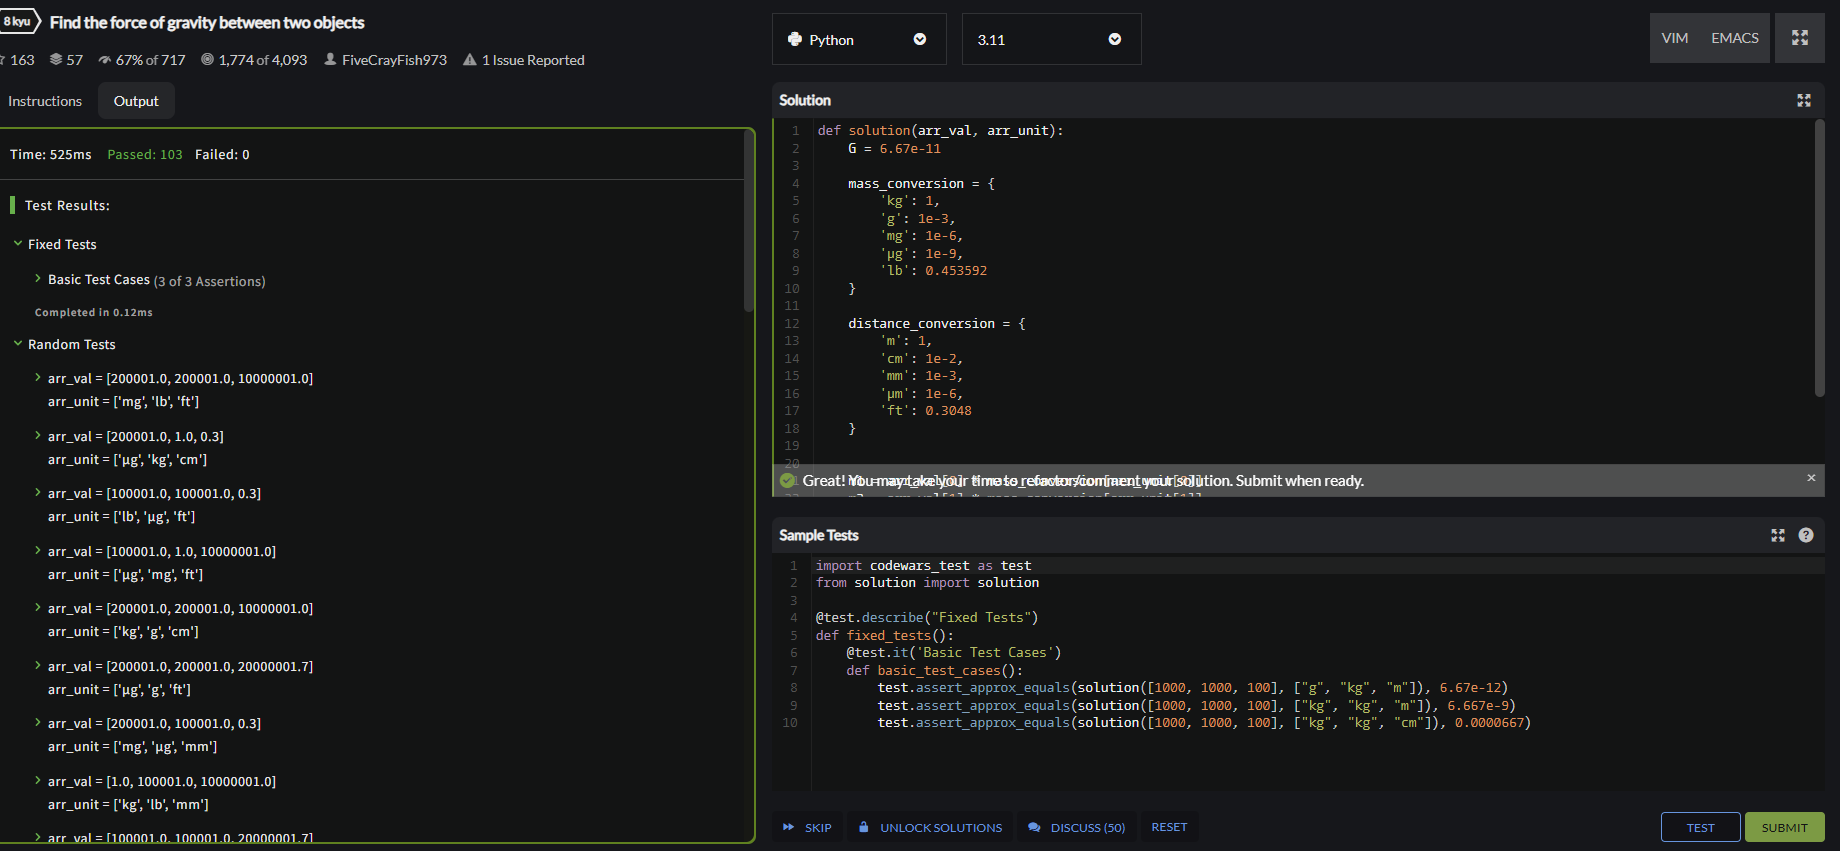 8 kyu
Find the force of gravity between two objects
163
57
67% of 717
1,774 of 4,093
FiveCrayFish973
1 Issue Reported
Instructions
Output
Time: 525ms Passed: 103 Failed: 0
Test Results:
Fixed Tests
Basic Test Cases (3 of 3 Assertions)
Completed in 0.12ms
Random Tests
arr_val = [200001.0, 200001.0, 10000001.0]
arr_unit = ['mg', 'lb', 'ft']
arr_val = [200001.0, 1.0, 0.3]
arr_unit = ['μg', 'kg', 'cm']
arr_val = [100001.0, 100001.0, 0.3]
arr_unit = ['lb', 'μg', 'ft']
arr_val = [100001.0, 1.0, 10000001.0]
arr_unit = ['μg', 'mg', 'ft']
arr_val = [200001.0, 200001.0, 10000001.0]
arr_unit = ['kg', 'g', 'cm']
arr_val = [200001.0, 200001.0, 20000001.7]
arr_unit = ['μg', 'g', 'ft']
arr_val = [200001.0, 100001.0, 0.3]
arr_unit = ['mg', 'μg', 'mm']
arr_val = [1.0, 100001.0, 10000001.0]
arr_unit = ['kg', 'lb', 'mm']
arr_val = [100001.0, 100001.0, 20000001.7]
Python
3.11
VIM
EMACS
Solution
1 def solution(arr_val, arr_unit):
2 G = 6.67e-11
3
4 mass_conversion = {
5 'kg': 1,
6 'g': 1e-3,
7 'mg': 1e-6,
8 'μg': 1e-9,
9 'lb': 0.453592
10 }
11
12 distance_conversion = {
13 'm': 1,
14 'cm': 1e-2,
15 'mm': 1e-3,
16 'μm': 1e-6,
17 'ft': 0.3048
18 }
19
20
Great! You may take your time to refactor/comment your solution. Submit when ready.
Sample Tests
1 import codewars_test as test
2 from solution import solution
3
4 @test.describe("Fixed Tests")
5 def fixed_tests():
6 @test.it('Basic Test Cases')
7 def basic_test_cases():
8 test.assert_approx_equals(solution([1000, 1000, 100], ["g", "kg", "m"]), 6.67e-12)
9 test.assert_approx_equals(solution([1000, 1000, 100], ["kg", "kg", "m"]), 6.667e-9)
10 test.assert_approx_equals(solution([1000, 1000, 100], ["kg", "kg", "cm"]), 0.0000667)
SKIP
UNLOCK SOLUTIONS
DISCUSS (50)
RESET
TEST
SUBMIT